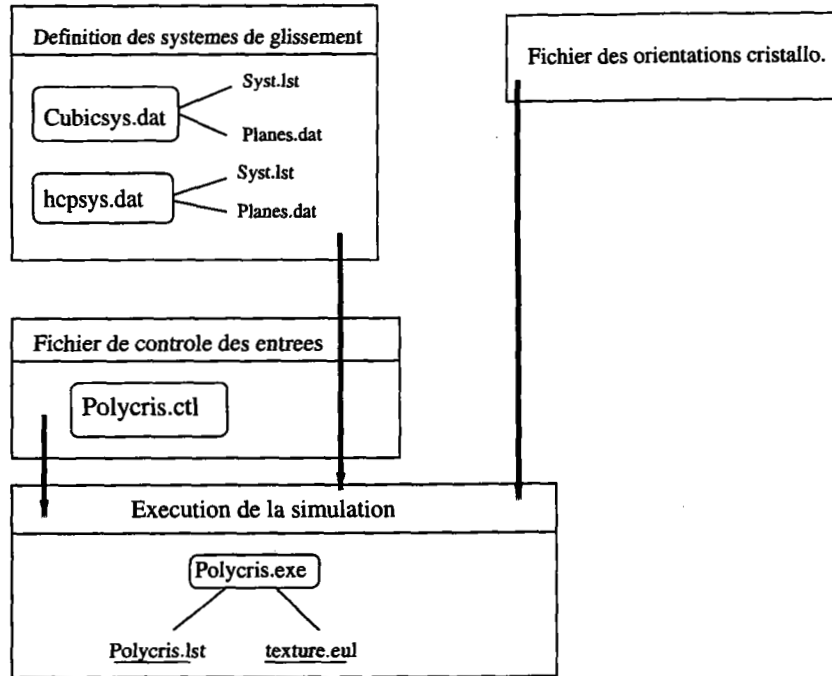 Definition des systemes de glissement
Cubicsys.dat
Syst.lst
Planes.dat
hcpsys.dat
Syst.lst
Planes.dat
Fichier des orientations cristallo.
Fichier de controle des entrees
Polycris.ctl
Execution de la simulation
Polycris.exe
Polycris.lst
texture.eul